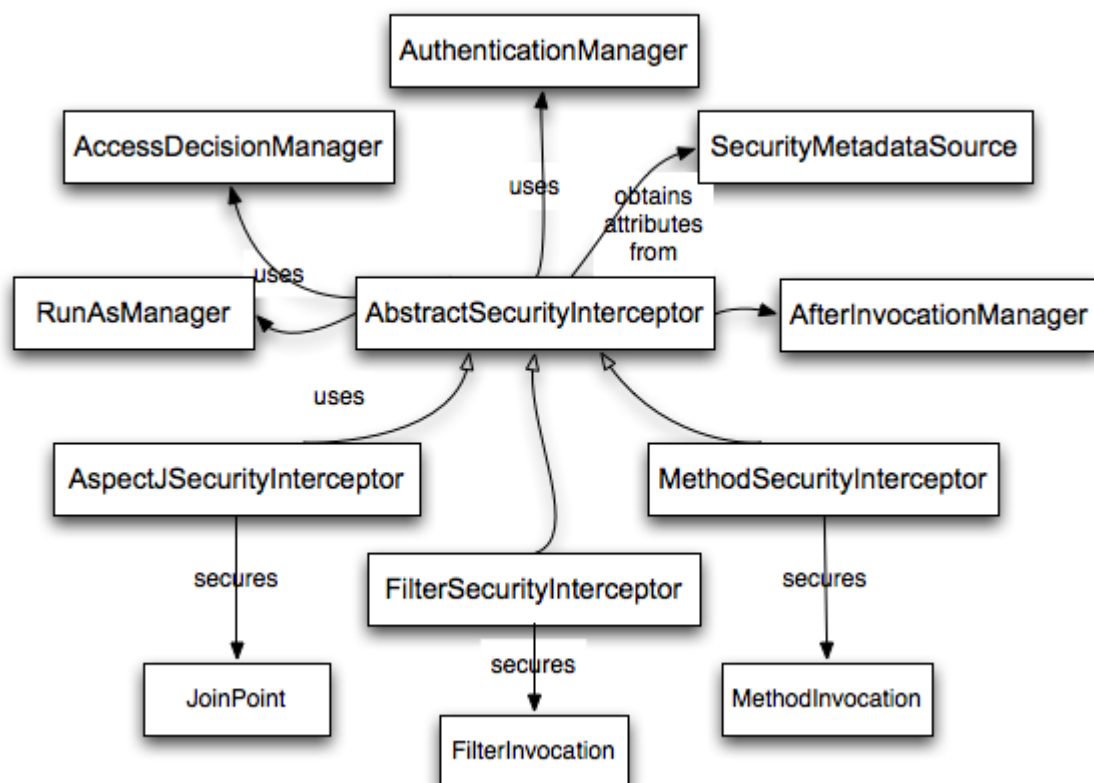 AuthenticationManager
AccessDecisionManager
SecurityMetadataSource
uses
obtains
attributes
from
uses
RunAsManager
AbstractSecurityInterceptor
AfterInvocationManager
uses
AspectJSecurityInterceptor
MethodSecurityInterceptor
secures
FilterSecurityInterceptor
secures
secures
JoinPoint
MethodInvocation
FilterInvocation